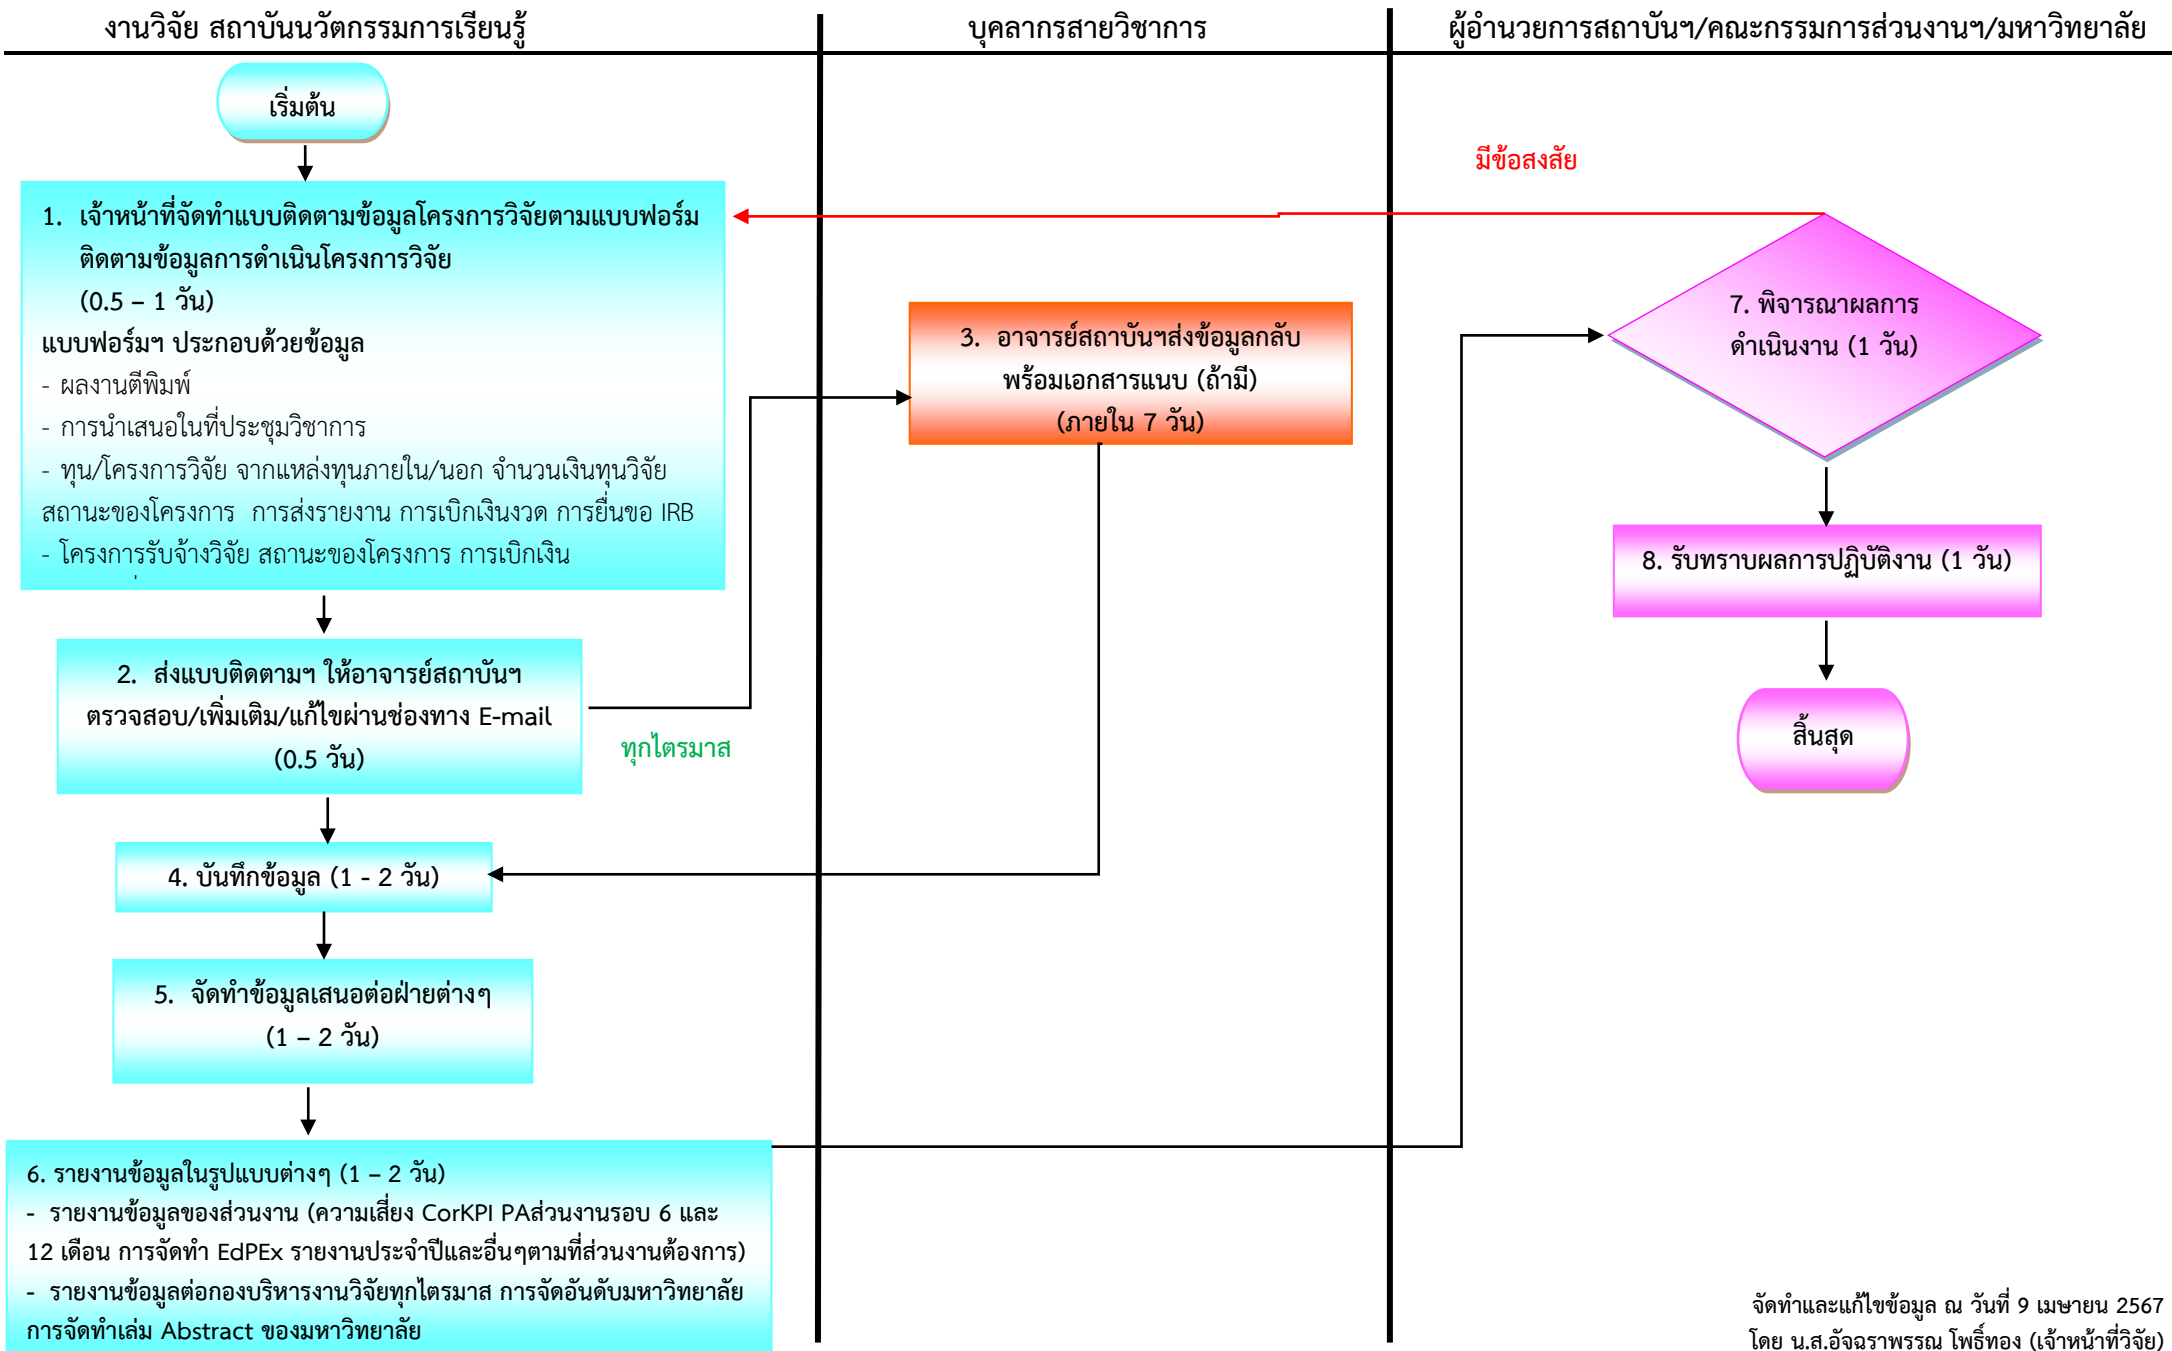 งานวิจัย สถาบันนวัตกรรมการเรียนรู้
บุคลากรสายวิชาการ
ผู้อำนวยการสถาบันฯ/คณะกรรมการส่วนงานฯ/มหาวิทยาลัย
เริ่มต้น
มีข้อสงสัย
1. เจ้าหน้าที่จัดทำแบบติดตามข้อมูลโครงการวิจัยตามแบบฟอร์ม
ติดตามข้อมูลการดำเนินโครงการวิจัย
(0.5 – 1 วัน)
แบบฟอร์มฯ ประกอบด้วยข้อมูล
- ผลงานตีพิมพ์
- การนำเสนอในที่ประชุมวิชาการ
- ทุน/โครงการวิจัย จากแหล่งทุนภายใน/นอก จำนวนเงินทุนวิจัย
สถานะของโครงการ การส่งรายงาน การเบิกเงินงวด การยื่นขอ IRB
- โครงการรับจ้างวิจัย สถานะของโครงการ การเบิกเงิน
2. ส่งแบบติดตามฯ ให้อาจารย์สถาบันฯ
ตรวจสอบ/เพิ่มเติม/แก้ไขผ่านช่องทาง E-mail
(0.5 วัน)
ทุกไตรมาส
3. อาจารย์สถาบันฯส่งข้อมูลกลับ
พร้อมเอกสารแนบ (ถ้ามี)
(ภายใน 7 วัน)
4. บันทึกข้อมูล (1 - 2 วัน)
5. จัดทำข้อมูลเสนอต่อฝ่ายต่างๆ
(1 – 2 วัน)
6. รายงานข้อมูลในรูปแบบต่างๆ (1 – 2 วัน)
- รายงานข้อมูลของส่วนงาน (ความเสี่ยง CorKPI PAส่วนงานรอบ 6 และ
12 เดือน การจัดทำ EdPEx รายงานประจำปีและอื่นๆตามที่ส่วนงานต้องการ)
- รายงานข้อมูลต่อกองบริหารงานวิจัยทุกไตรมาส การจัดอันดับมหาวิทยาลัย
การจัดทำเล่ม Abstract ของมหาวิทยาลัย
7. พิจารณาผลการ
ดำเนินงาน (1 วัน)
8. รับทราบผลการปฏิบัติงาน (1 วัน)
สิ้นสุด
จัดทำและแก้ไขข้อมูล ณ วันที่ 9 เมษายน 2567
โดย น.ส.อัจฉราพรรณ โพธิ์ทอง (เจ้าหน้าที่วิจัย)